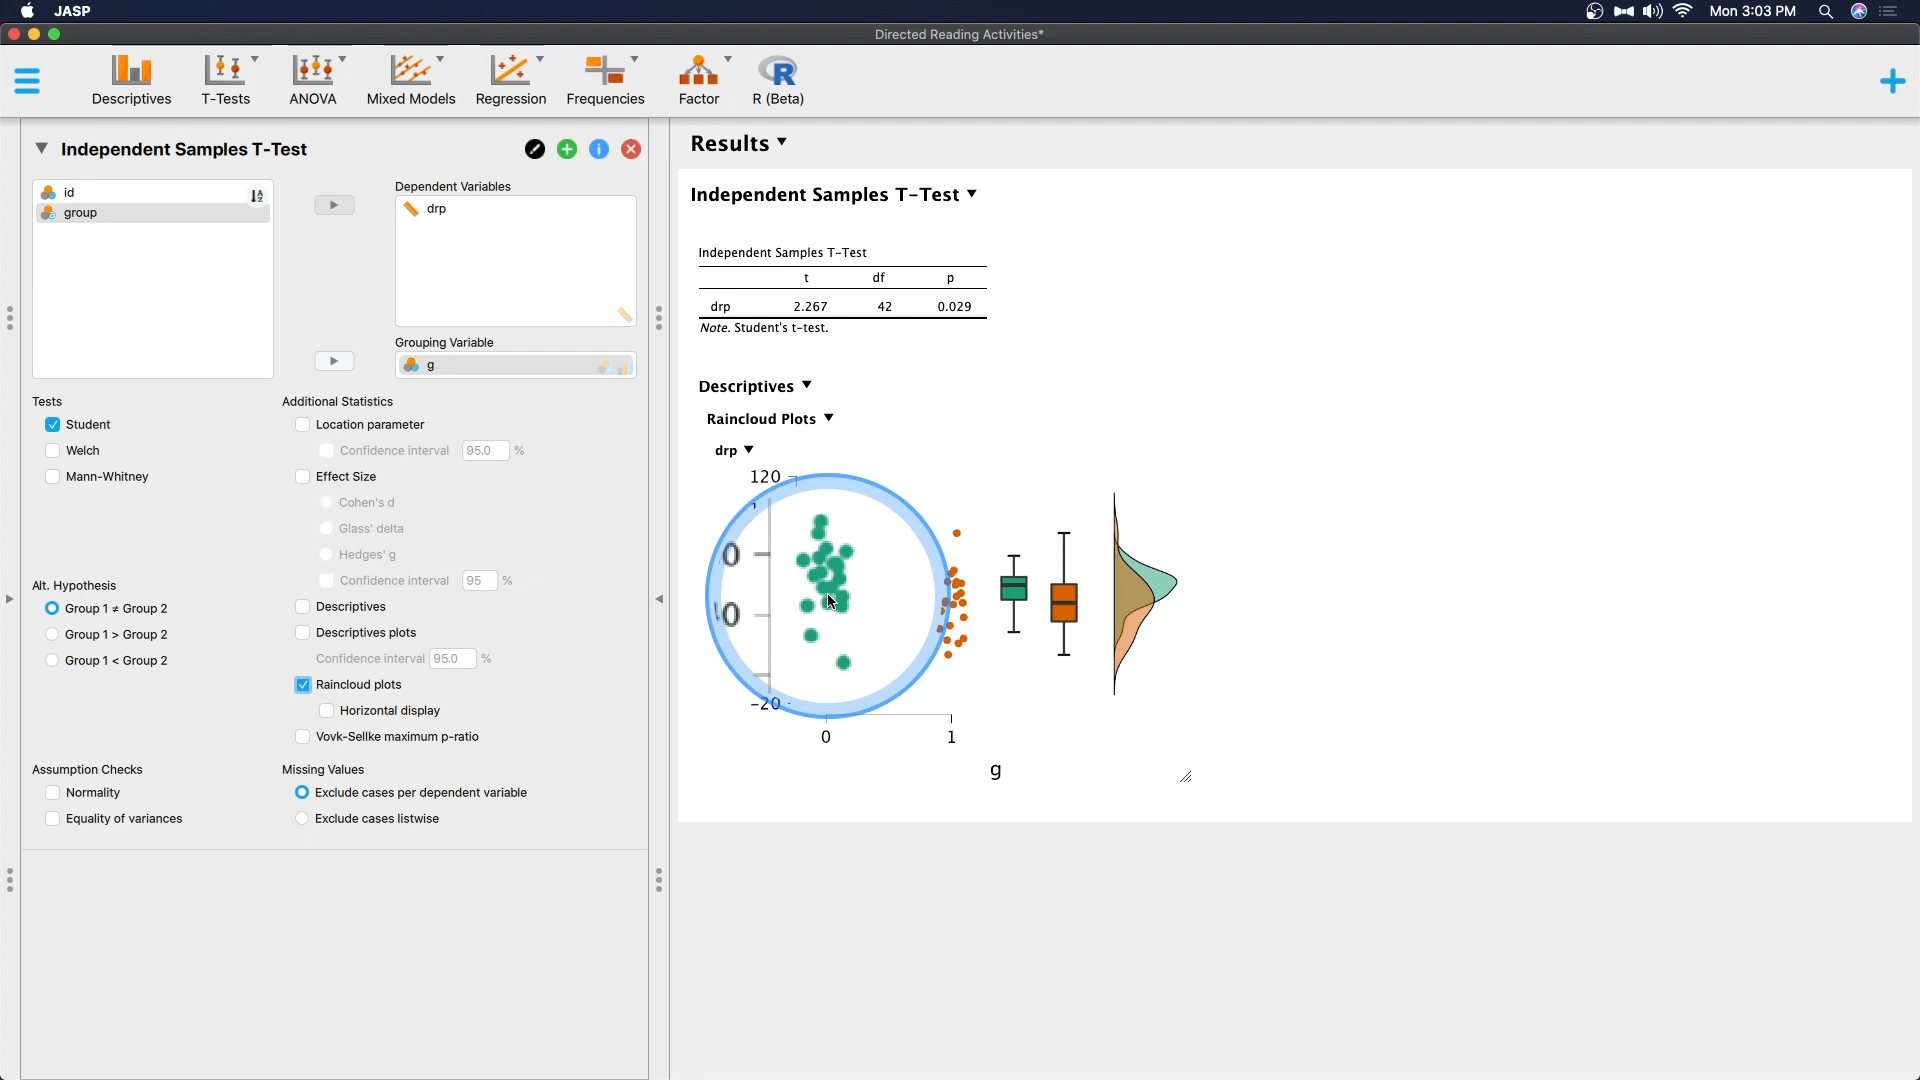 JASP
Mon 3:03 PM
Directed Reading Activities*
Descriptives
T-Tests
ANOVA
Mixed Models
Regression
Frequencies
Factor
R (Beta)
Independent Samples T-Test
id
group
Dependent Variables
drp
Grouping Variable
g
Tests
Student
Welch
Mann-Whitney
Alt. Hypothesis
Group 1 ≠ Group 2
Group 1 > Group 2
Group 1 < Group 2
Assumption Checks
Normality
Equality of variances
Additional Statistics
Location parameter
Confidence interval 95.0 %
Effect Size
Cohen's d
Glass' delta
Hedges' g
Confidence interval 95 %
Descriptives
Descriptives plots
Confidence interval 95.0 %
Raincloud plots
Horizontal display
Vovk-Sellke maximum p-ratio
Missing Values
Exclude cases per dependent variable
Exclude cases listwise
Results
Independent Samples T-Test
Independent Samples T-Test
t df p
drp 2.267 42 0.029
Note. Student's t-test.
Descriptives
Raincloud Plots
drp
120
-20
0 1
g